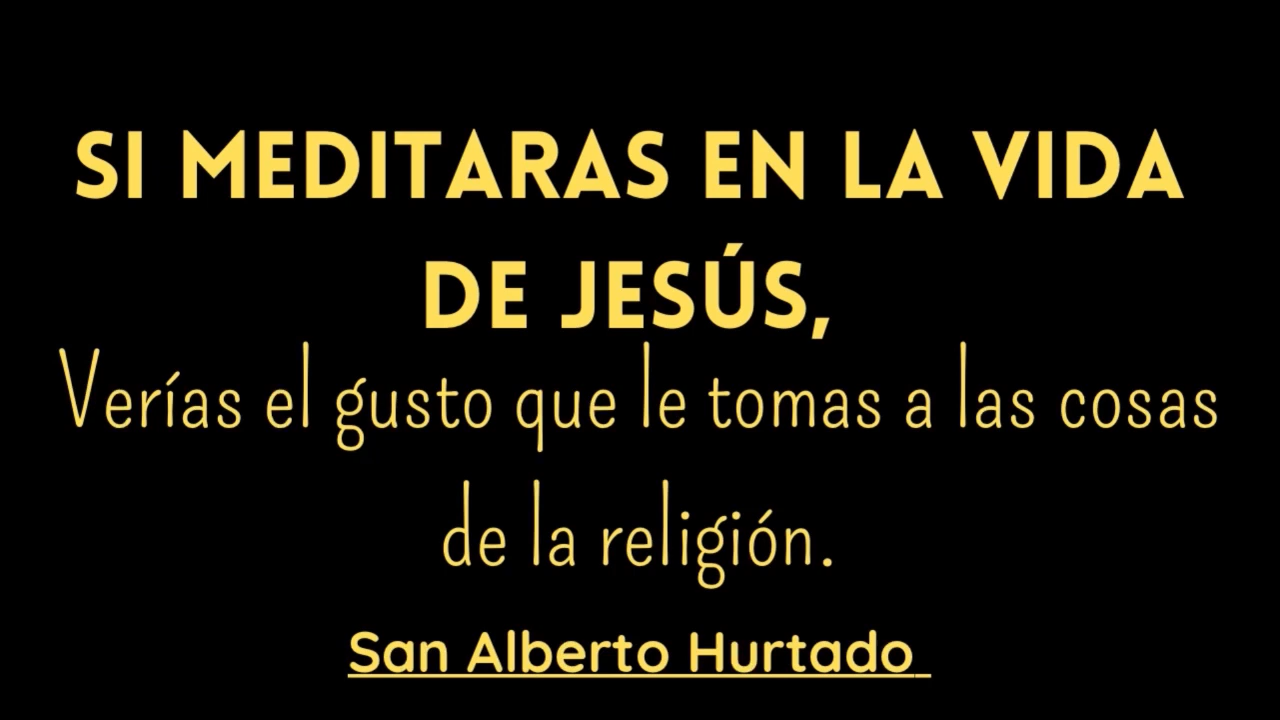 SI MEDITARAS EN LA VIDA
DE JESÚS,
Verías el gusto que le tomas a las cosas
de la religión.
San Alberto Hurtado